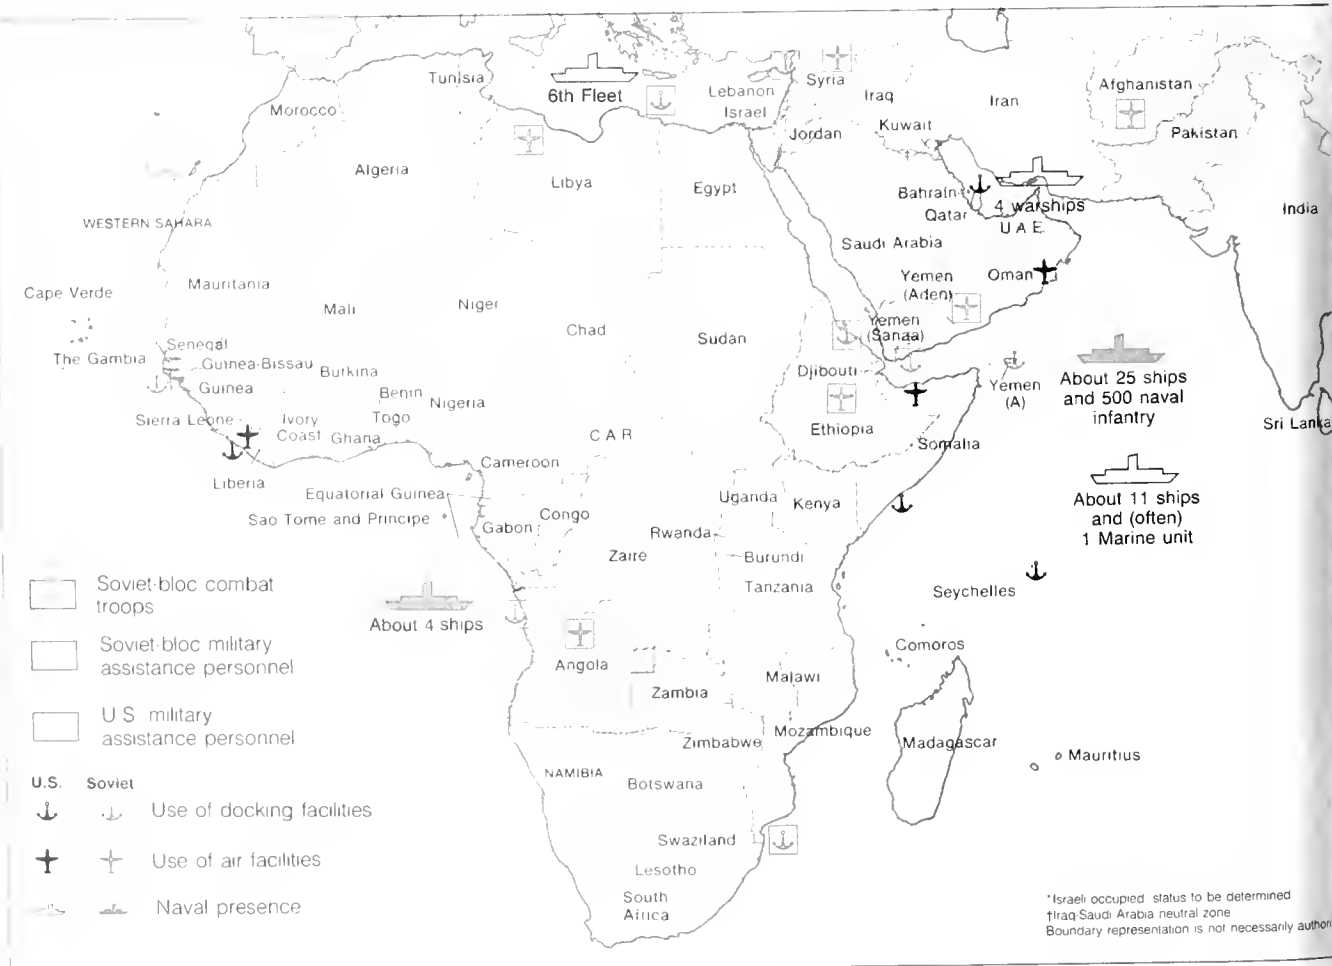 Tunisia
6th Fleet
Lebanon
Israel
Syria
Iraq
Iran
Afghanistan
Morocco
Jordan
Kuwait
Pakistan
Algeria
Libya
Egypt
Bahrain
Qatar
4 warships
U A E
India
WESTERN SAHARA
Saudi Arabia
Mauritania
Yemen
(Aden)
Oman
Cape Verde
Mali
Niger
Chad
Sudan
Yemen
(Sanaa)
Senegal
The Gambia
Guinea-Bissau
Guinea
Burkina
Benin
Togo
Nigeria
Djibouti
Yemen
(A)
About 25 ships
and 500 naval
infantry
Sierra Leone
Ivory
Coast
Ghana
C A R
Ethiopia
Somalia
Sri Lanka
Liberia
Cameroon
Equatorial Guinea
Sao Tome and Principe
Gabon
Congo
Uganda
Kenya
About 11 ships
and (often)
1 Marine unit
Rwanda
Zaire
Burundi
Tanzania
Seychelles
Soviet-bloc combat
troops
About 4 ships
Comoros
Soviet-bloc military
assistance personnel
Angola
Zambia
Malawi
U S military
assistance personnel
Zimbabwe
Mozambique
Madagascar
Mauritius
NAMIBIA
Botswana
U.S.
Soviet
Use of docking facilities
Swaziland
Use of air facilities
Lesotho
South
Africa
Naval presence
*Israeli occupied status to be determined
†Iraq-Saudi Arabia neutral zone
Boundary representation is not necessarily